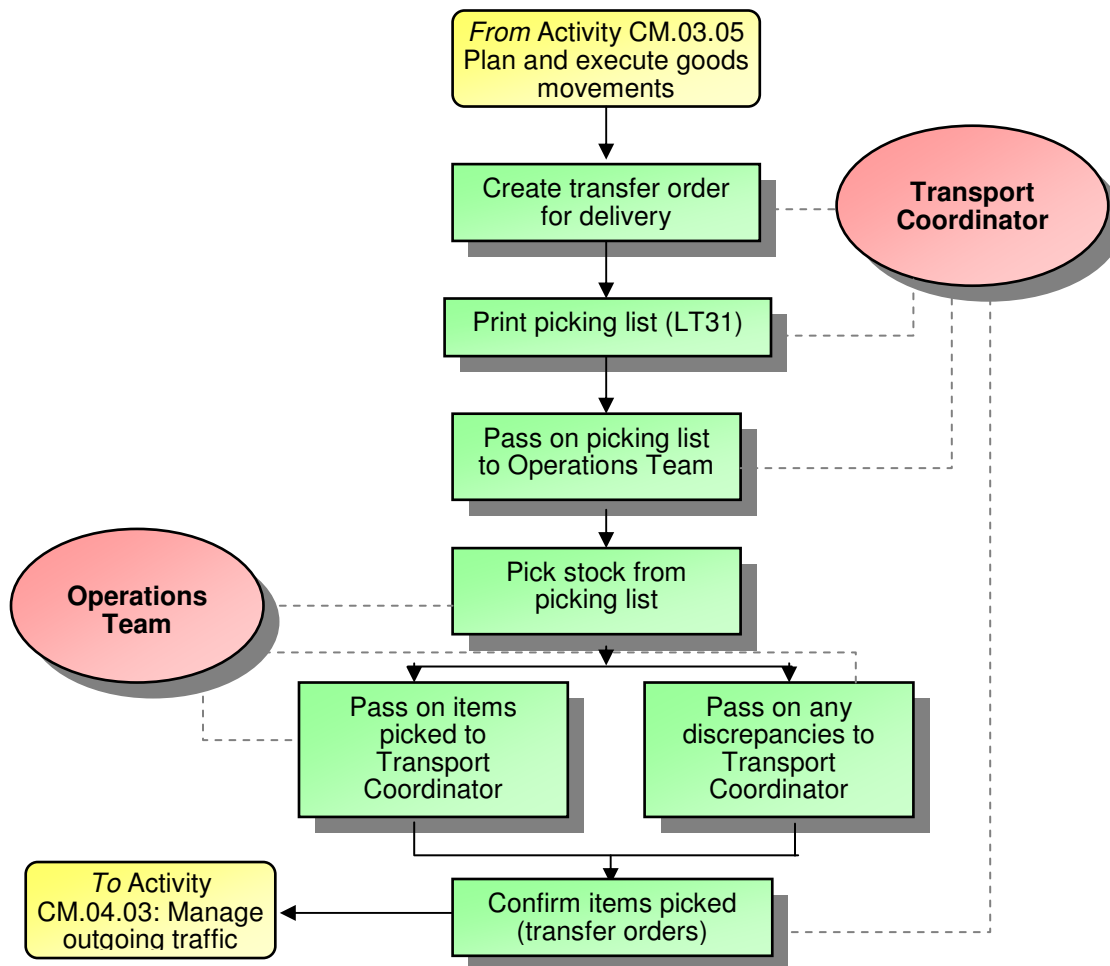 From Activity CM.03.05
Plan and execute goods
movements
Create transfer order
for delivery
Transport
Coordinator
Print picking list (LT31)
Pass on picking list
to Operations Team
Pick stock from
picking list
Operations
Team
Pass on items
picked to
Transport
Coordinator
Pass on any
discrepancies to
Transport
Coordinator
To Activity
CM.04.03: Manage
outgoing traffic
Confirm items picked
(transfer orders)